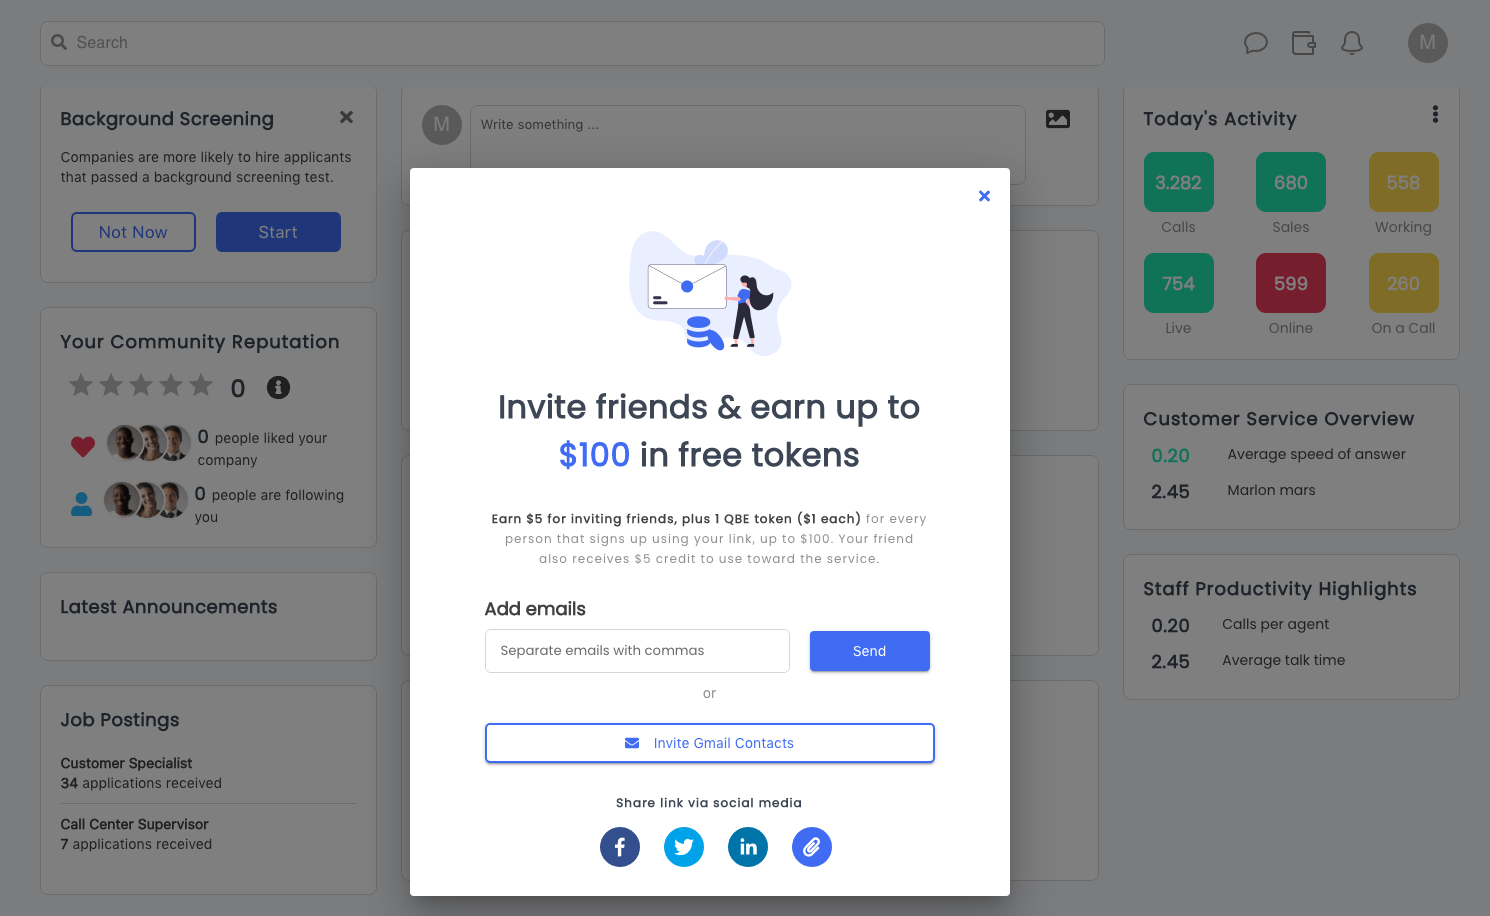 Search
M
Background Screening
Companies are more likely to hire applicants
that passed a background screening test.
Not Now
Start
Your Community Reputation
0
0 people liked your
company
0 people are following
you
Latest Announcements
Job Postings
Customer Specialist
34 applications received
Call Center Supervisor
7 applications received
M
Write something ...
Invite friends & earn up to
$100 in free tokens
Earn $5 for inviting friends, plus 1 QBE token ($1 each) for every
person that signs up using your link, up to $100. Your friend
also receives $5 credit to use toward the service.
Add emails
Separate emails with commas
Send
or
Invite Gmail Contacts
Share link via social media
f
in
Today's Activity
3.282
680
558
Calls
Sales
Working
754
599
260
Live
Online
On a Call
Customer Service Overview
0.20 Average speed of answer
2.45 Marlon mars
Staff Productivity Highlights
0.20 Calls per agent
2.45 Average talk time